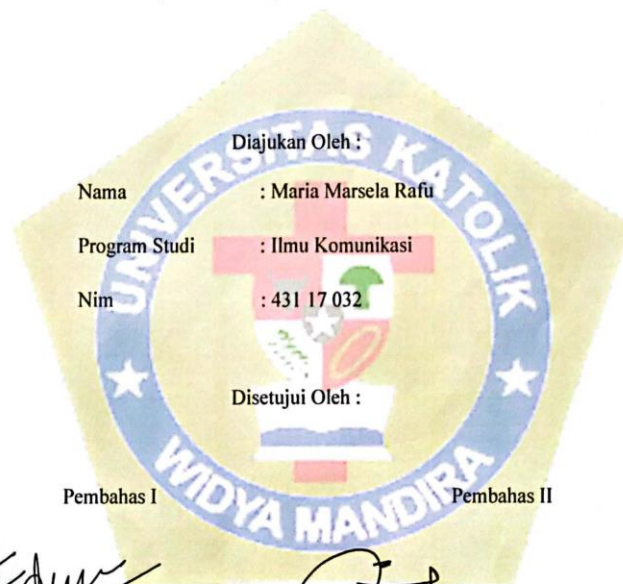 Diajukan Oleh :
Nama : Maria Marsela Rafu
Program Studi : Ilmu Komunikasi
Nim : 431 17 032
Disetujui Oleh :
Pembahas I Pembahas II
UNIVERSITAS KATOLIK
WIDYA MANDIRA